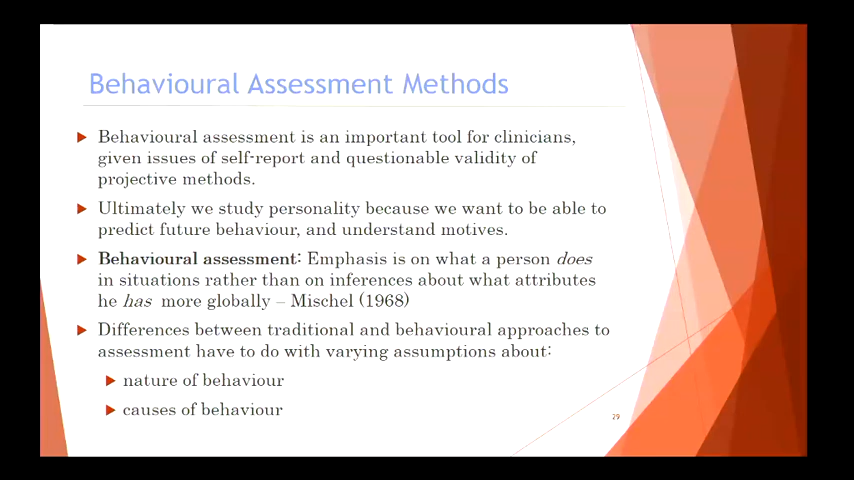 Behavioural Assessment Methods
Behavioural assessment is an important tool for clinicians,
given issues of self-report and questionable validity of
projective methods.
Ultimately we study personality because we want to be able to
predict future behaviour, and understand motives.
Behavioural assessment: Emphasis is on what a person does
in situations rather than on inferences about what attributes
he has more globally – Mischel (1968)
Differences between traditional and behavioural approaches to
assessment have to do with varying assumptions about:
nature of behaviour
causes of behaviour
29